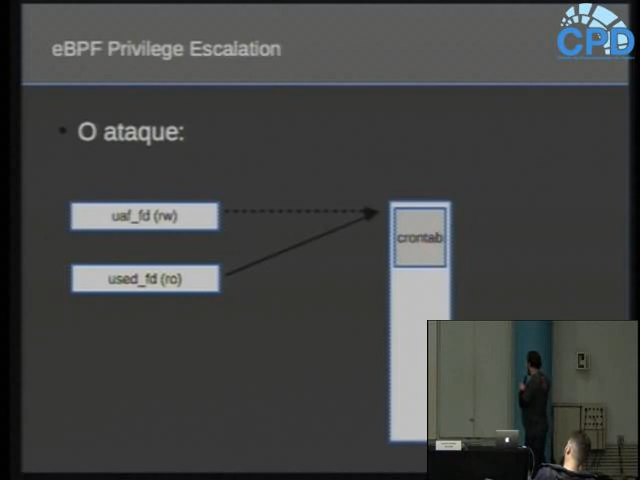 eBPF Privilege Escalation
CPD
• O ataque:
uaf_fd (rw)
crontab
used_fd (ro)